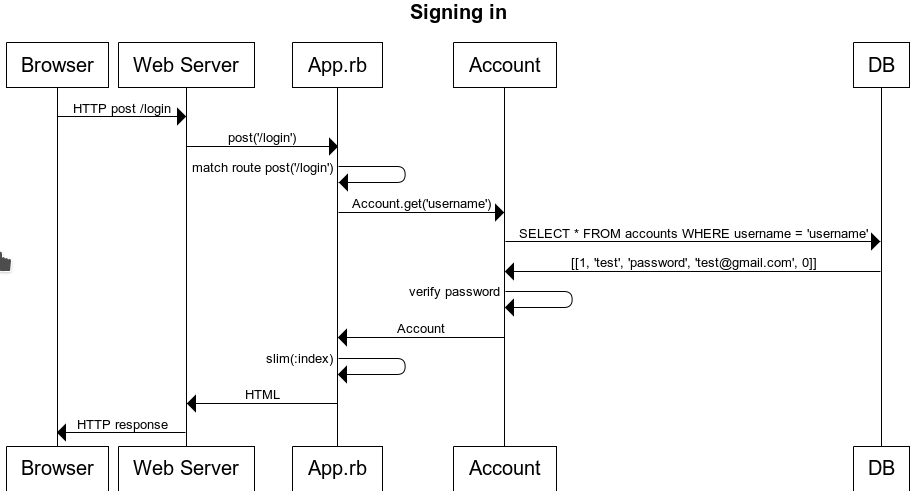 Signing in
Browser
Web Server
App.rb
Account
DB
HTTP post /login
post('/login')
match route post('/login')
Account.get('username')
SELECT * FROM accounts WHERE username = 'username'
[[1, 'test', 'password', 'test@gmail.com', 0]]
verify password
Account
slim(:index)
HTML
HTTP response
Browser
Web Server
App.rb
Account
DB